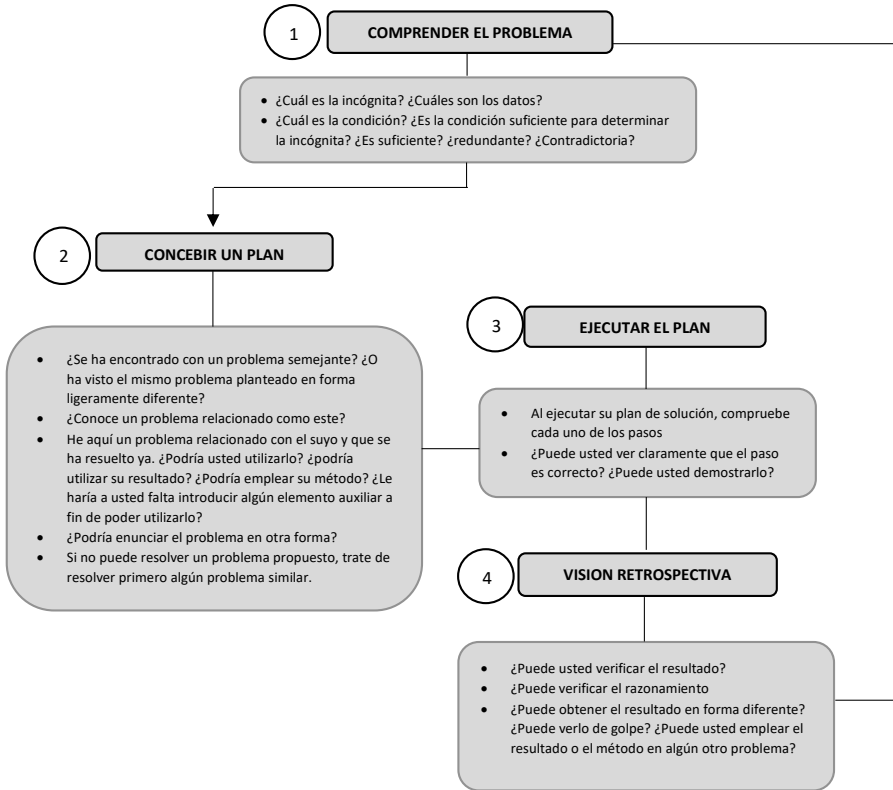 1
COMPRENDER EL PROBLEMA
• ¿Cuál es la incógnita? ¿Cuáles son los datos?
• ¿Cuál es la condición? ¿Es la condición suficiente para determinar
la incógnita? ¿Es suficiente? ¿redundante? ¿Contradictoria?
2
CONCEBIR UN PLAN
• ¿Se ha encontrado con un problema semejante? ¿O
ha visto el mismo problema planteado en forma
ligeramente diferente?
• ¿Conoce un problema relacionado como este?
• He aquí un problema relacionado con el suyo y que se
ha resuelto ya. ¿Podría usted utilizarlo? ¿podría
utilizar su resultado? ¿Podría emplear su método? ¿Le
haría a usted falta introducir algún elemento auxiliar a
fin de poder utilizarlo?
• ¿Podría enunciar el problema en otra forma?
• Si no puede resolver un problema propuesto, trate de
resolver primero algún problema similar.
3
EJECUTAR EL PLAN
• Al ejecutar su plan de solución, compruebe
cada uno de los pasos
• ¿Puede usted ver claramente que el paso
es correcto? ¿Puede usted demostrarlo?
4
VISION RETROSPECTIVA
• ¿Puede usted verificar el resultado?
• ¿Puede verificar el razonamiento
• ¿Puede obtener el resultado en forma diferente?
¿Puede verlo de golpe? ¿Puede usted emplear el
resultado o el método en algún otro problema?